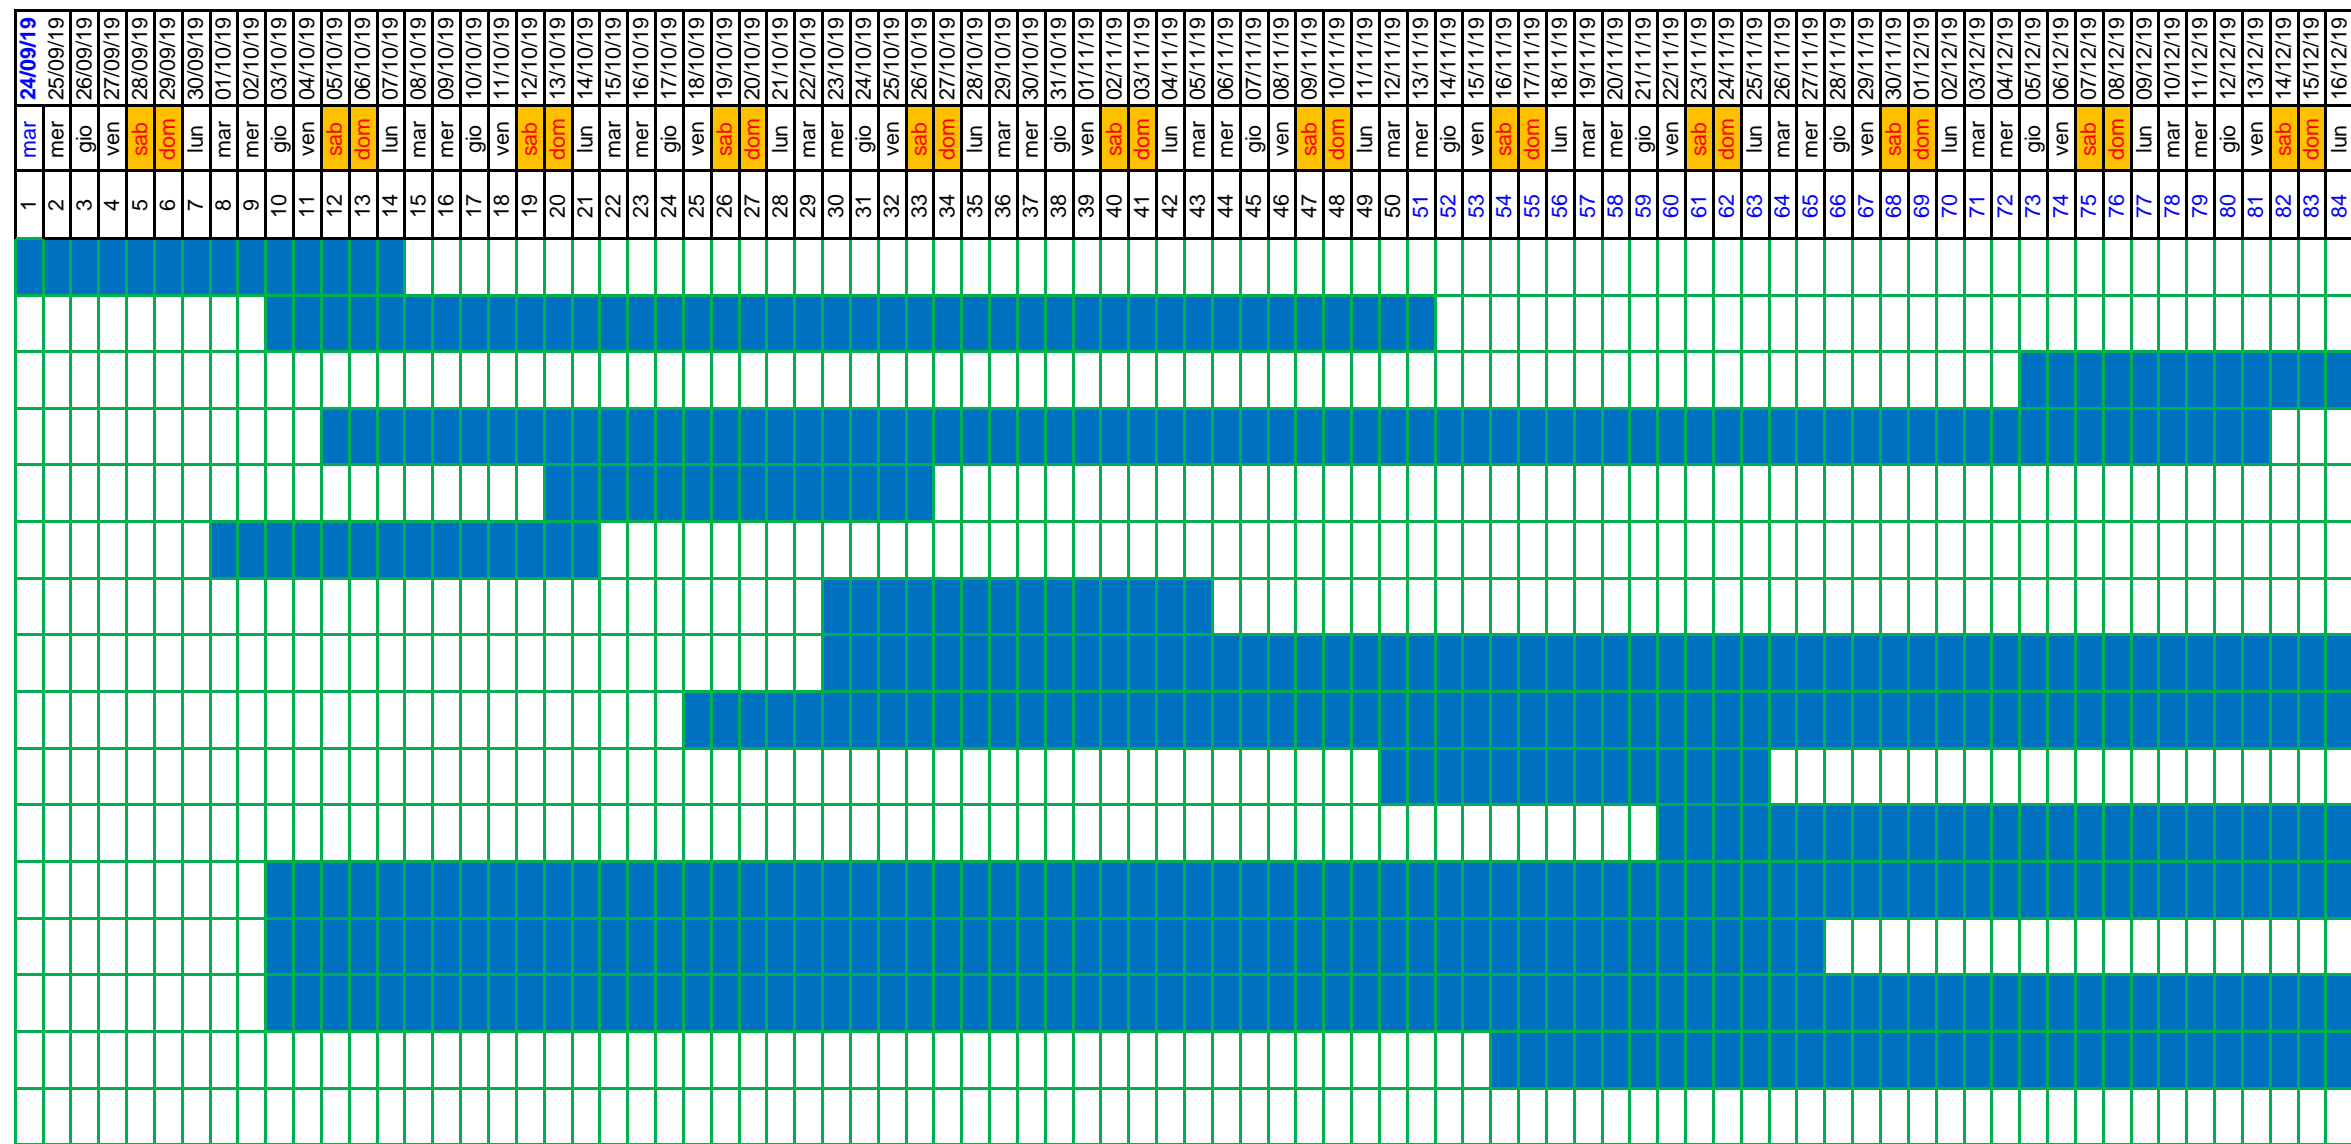 24/09/19 25/09/19 26/09/19 27/09/19 28/09/19 29/09/19 30/09/19 01/10/19 02/10/19 03/10/19 04/10/19 05/10/19 06/10/19 07/10/19 08/10/19 09/10/19 10/10/19 11/10/19 12/10/19 13/10/19 14/10/19 15/10/19 16/10/19 17/10/19 18/10/19 19/10/19 20/10/19 21/10/19 22/10/19 23/10/19 24/10/19 25/10/19 26/10/19 27/10/19 28/10/19 29/10/19 30/10/19 31/10/19 01/11/19 02/11/19 03/11/19 04/11/19 05/11/19 06/11/19 07/11/19 08/11/19 09/11/19 10/11/19 11/11/19 12/11/19 13/11/19 14/11/19 15/11/19 16/11/19 17/11/19 18/11/19 19/11/19 20/11/19 21/11/19 22/11/19 23/11/19 24/11/19 25/11/19 26/11/19 27/11/19 28/11/19 29/11/19 30/11/19 01/12/19 02/12/19 03/12/19 04/12/19 05/12/19 06/12/19 07/12/19 08/12/19 09/12/19 10/12/19 11/12/19 12/12/19 13/12/19 14/12/19 15/12/19 16/12/19
mar mer gio ven sab dom lun mar mer gio ven sab dom lun mar mer gio ven sab dom lun mar mer gio ven sab dom lun mar mer gio ven sab dom lun mar mer gio ven sab dom lun mar mer gio ven sab dom lun mar mer gio ven sab dom lun mar mer gio ven sab dom lun mar mer gio ven sab dom lun mar mer gio ven sab dom lun mar mer gio ven sab dom lun
1 2 3 4 5 6 7 8 9 10 11 12 13 14 15 16 17 18 19 20 21 22 23 24 25 26 27 28 29 30 31 32 33 34 35 36 37 38 39 40 41 42 43 44 45 46 47 48 49 50 51 52 53 54 55 56 57 58 59 60 61 62 63 64 65 66 67 68 69 70 71 72 73 74 75 76 77 78 79 80 81 82 83 84